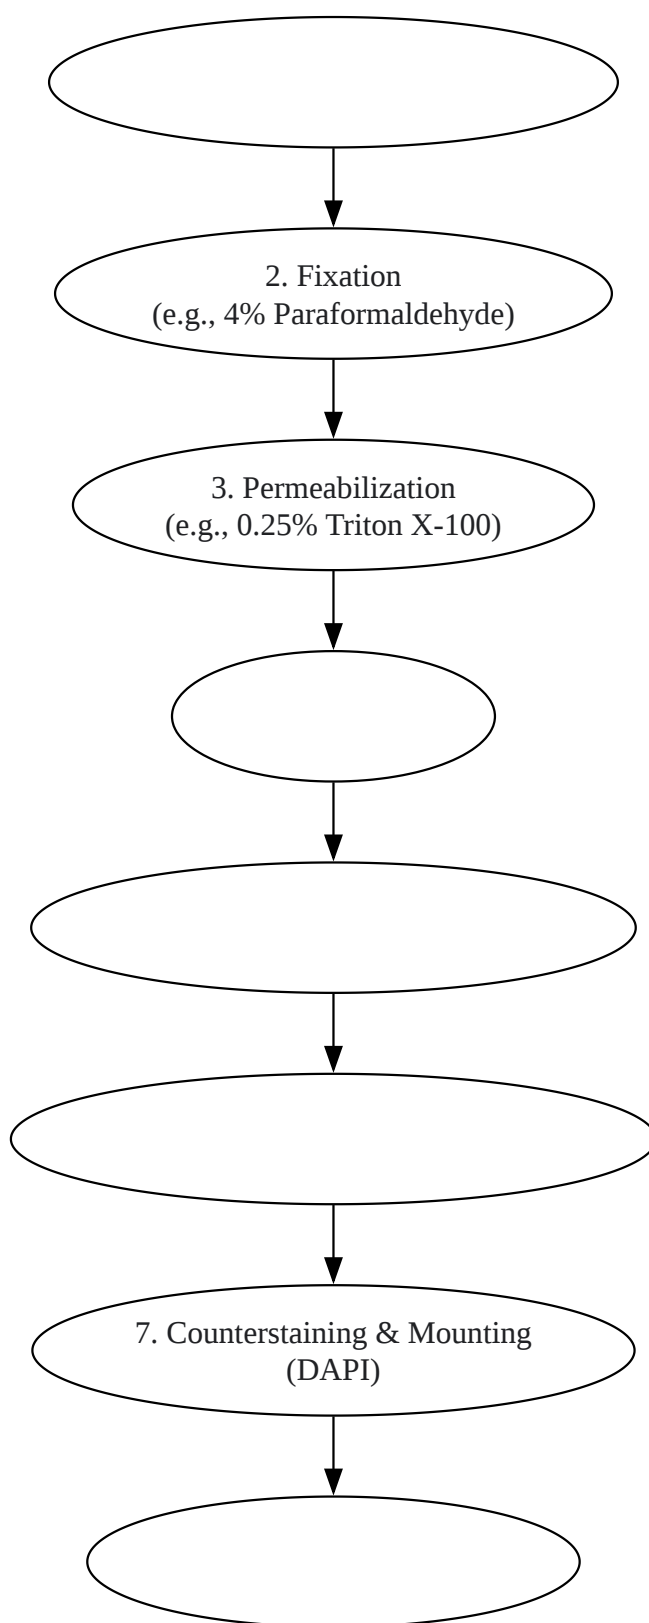 2. Fixation
(e.g., 4% Paraformaldehyde)
3. Permeabilization
(e.g., 0.25% Triton X-100)
7. Counterstaining & Mounting
(DAPI)